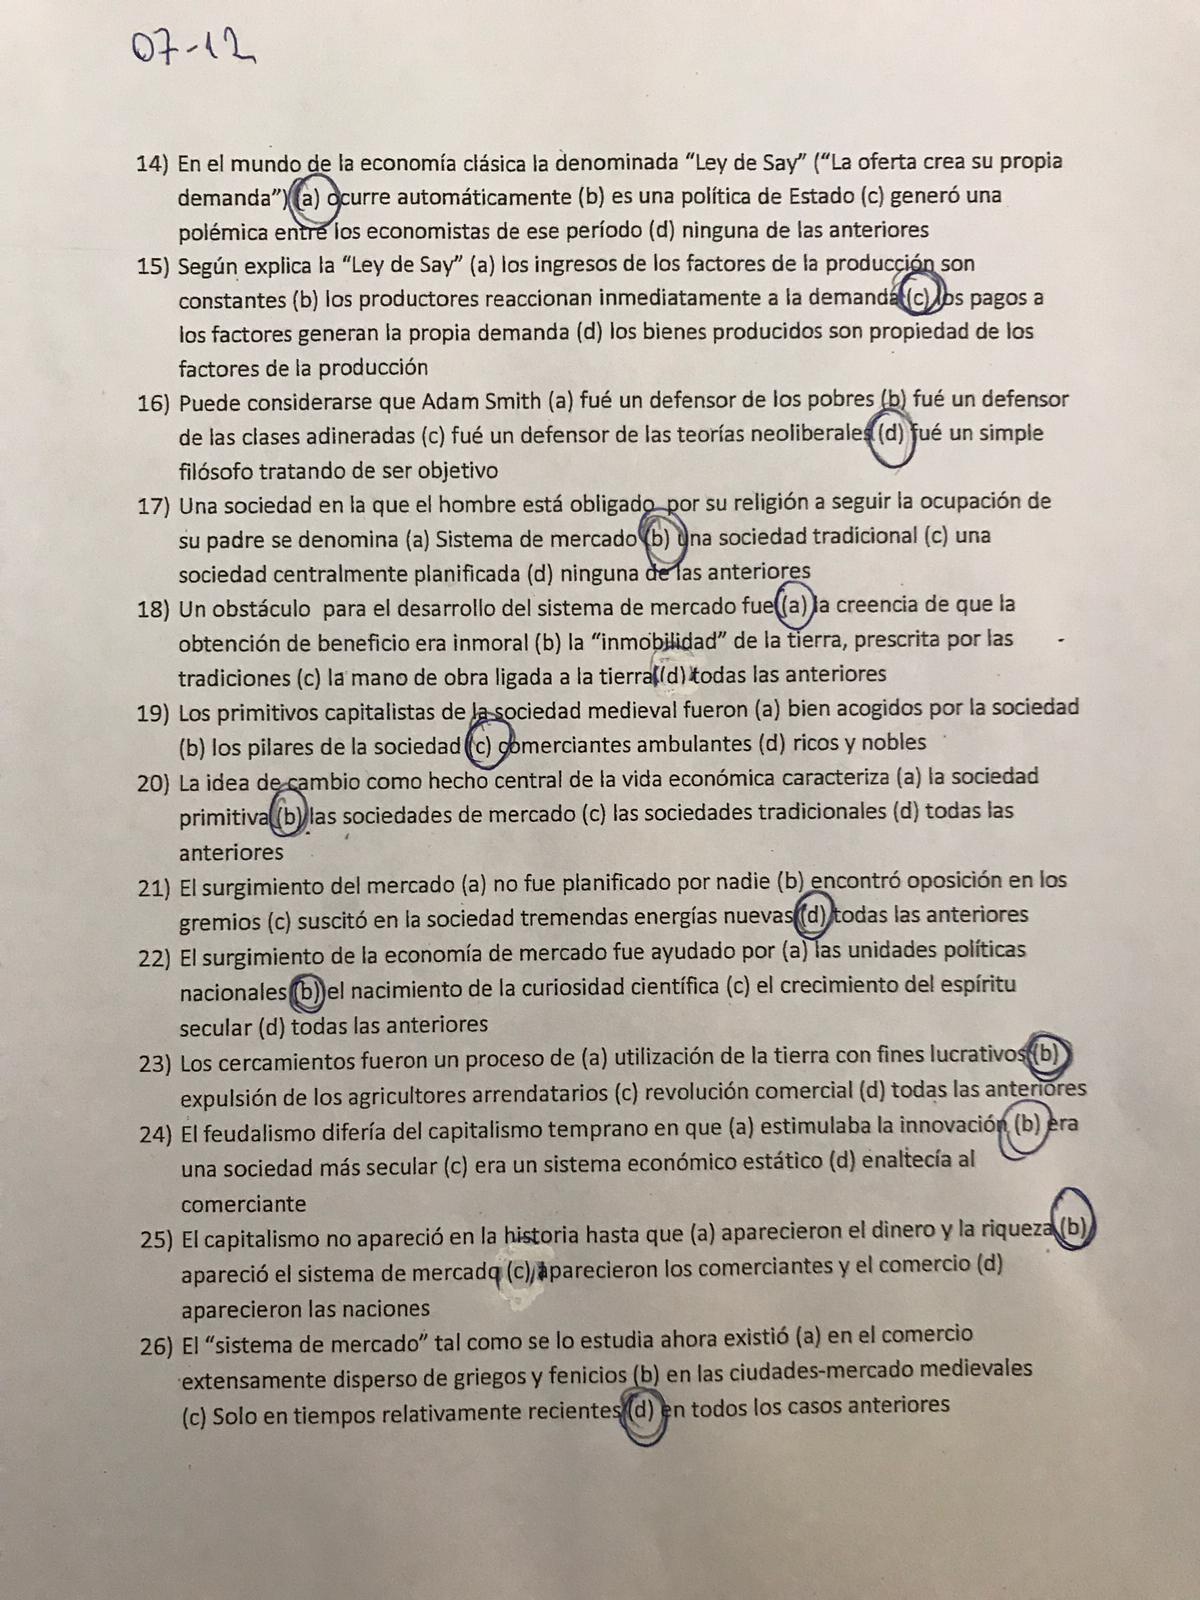 07-12
14) En el mundo de la economía clásica la denominada "Ley de Say" ("La oferta crea su propia
demanda") (a) ocurre automáticamente (b) es una política de Estado (c) generó una
polémica entre los economistas de ese período (d) ninguna de las anteriores
15) Según explica la "Ley de Say" (a) los ingresos de los factores de la producción son
constantes (b) los productores reaccionan inmediatamente a la demanda (c) los pagos a
los factores generan la propia demanda (d) los bienes producidos son propiedad de los
factores de la producción
16) Puede considerarse que Adam Smith (a) fué un defensor de los pobres (b) fué un defensor
de las clases adineradas (c) fué un defensor de las teorías neoliberales (d) fué un simple
filósofo tratando de ser objetivo
17) Una sociedad en la que el hombre está obligado por su religión a seguir la ocupación de
su padre se denomina (a) Sistema de mercado (b) una sociedad tradicional (c) una
sociedad centralmente planificada (d) ninguna de las anteriores
18) Un obstáculo para el desarrollo del sistema de mercado fue (a) la creencia de que la
obtención de beneficio era inmoral (b) la "inmobilidad" de la tierra, prescrita por las
tradiciones (c) la mano de obra ligada a la tierra (d) todas las anteriores
19) Los primitivos capitalistas de la sociedad medieval fueron (a) bien acogidos por la sociedad
(b) los pilares de la sociedad (c) comerciantes ambulantes (d) ricos y nobles
20) La idea de cambio como hecho central de la vida económica caracteriza (a) la sociedad
primitiva (b) las sociedades de mercado (c) las sociedades tradicionales (d) todas las
anteriores
21) El surgimiento del mercado (a) no fue planificado por nadie (b) encontró oposición en los
gremios (c) suscitó en la sociedad tremendas energías nuevas (d) todas las anteriores
22) El surgimiento de la economía de mercado fue ayudado por (a) las unidades políticas
nacionales (b) el nacimiento de la curiosidad científica (c) el crecimiento del espíritu
secular (d) todas las anteriores
23) Los cercamientos fueron un proceso de (a) utilización de la tierra con fines lucrativos (b)
expulsión de los agricultores arrendatarios (c) revolución comercial (d) todas las anteriores
24) El feudalismo difería del capitalismo temprano en que (a) estimulaba la innovación (b) era
una sociedad más secular (c) era un sistema económico estático (d) enaltecía al
comerciante
25) El capitalismo no apareció en la historia hasta que (a) aparecieron el dinero y la riqueza (b)
apareció el sistema de mercado (c) aparecieron los comerciantes y el comercio (d)
aparecieron las naciones
26) El "sistema de mercado" tal como se lo estudia ahora existió (a) en el comercio
extensamente disperso de griegos y fenicios (b) en las ciudades-mercado medievales
(c) Solo en tiempos relativamente recientes (d) en todos los casos anteriores